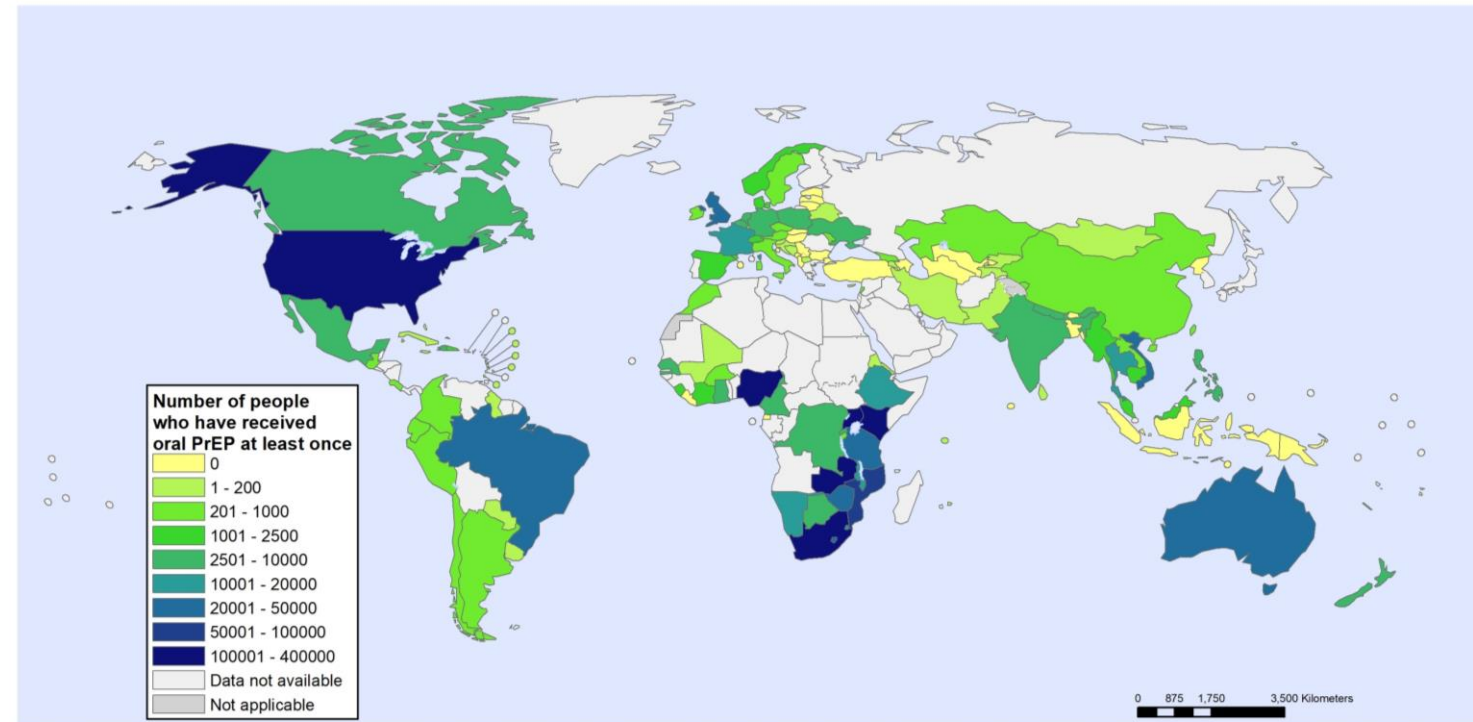 Number of people
who have received
oral PrEP at least once
0
1 - 200
201 - 1000
1001 - 2500
2501 - 10000
10001 - 20000
20001 - 50000
50001 - 100000
100001 - 400000
Data not available
Not applicable
0 875 1,750 3,500 Kilometers